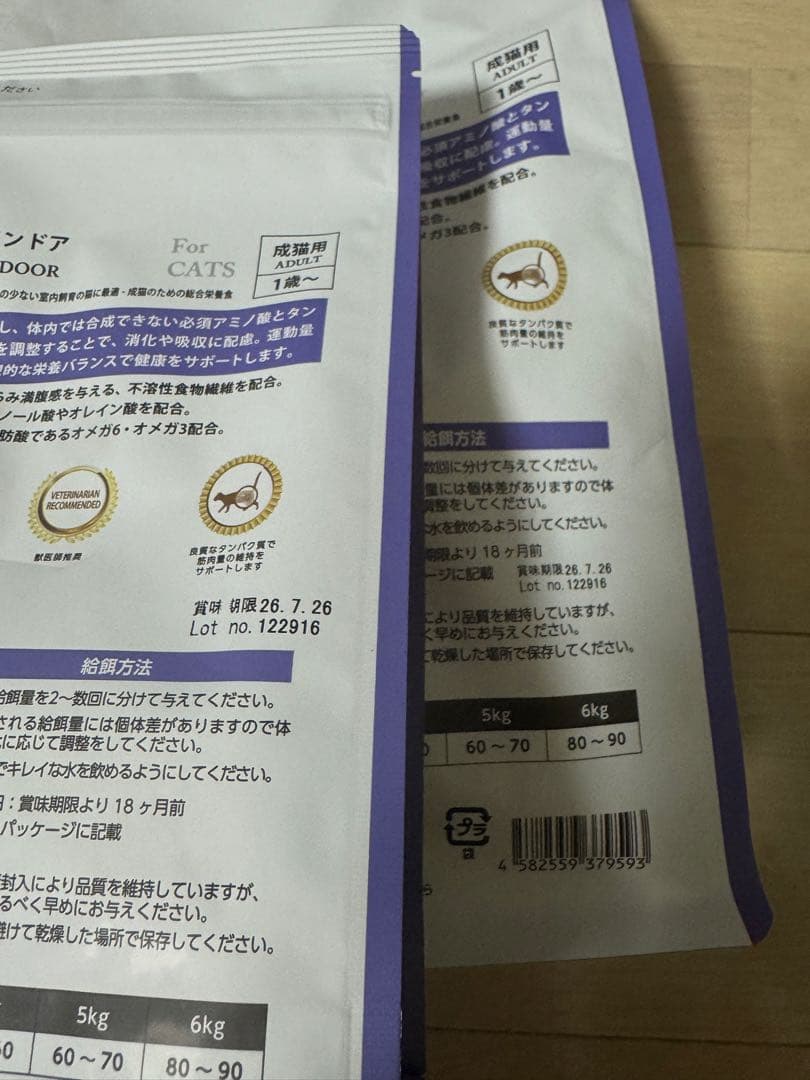 ださい
ンドア
DOOR
For
CATS
成猫用
ADULT
1歳～
の少ない室内飼育の猫に最適・成猫のための総合栄養食
し、体内では合成できない必須アミノ酸とタン
を調整することで、消化や吸収に配慮。運動量
的な栄養バランスで健康をサポートします。
み満腹感を与える、不溶性食物繊維を配合。
ノール酸やオレイン酸を配合。
肪酸であるオメガ6・オメガ3配合。
VETERINARIAN
RECOMMENDED
獣医師推奨
良質なタンパク質で
筋肉量の維持を
サポートします
賞味期限26.7.26
Lot no.122916
給餌方法
給餌量を2～数回に分けて与えてください。
される給餌量には個体差がありますので体
に応じて調整をしてください。
でキレイな水を飲めるようにしてください。
：賞味期限より 18 ヶ月前
パッケージに記載
封入により品質を維持していますが、
るべく早めにお与えください。
避けて乾燥した場所で保存してください。
5kg
6kg
60
60～70
80～90
成猫用
ADULT
1歳～
総合栄養食
必須アミノ酸とタン
吸収に配慮。運動量
をサポートします。
食物繊維を配合。
配合。
メガ3配合。
良質なタンパク質で
筋肉量の維持を
サポートします
給餌方法
数回に分けて与えてください。
量には個体差がありますので体
調整をしてください。
水を飲めるようにしてください。
期限より 18 ヶ月前
ージに記載
賞味期限26.7.26
Lot no.122916
により品質を維持していますが、
く早めにお与えください。
て乾燥した場所で保存してください。
5kg
6kg
0
60～70
80～90
プラ
袋
4 582559 379593
ら